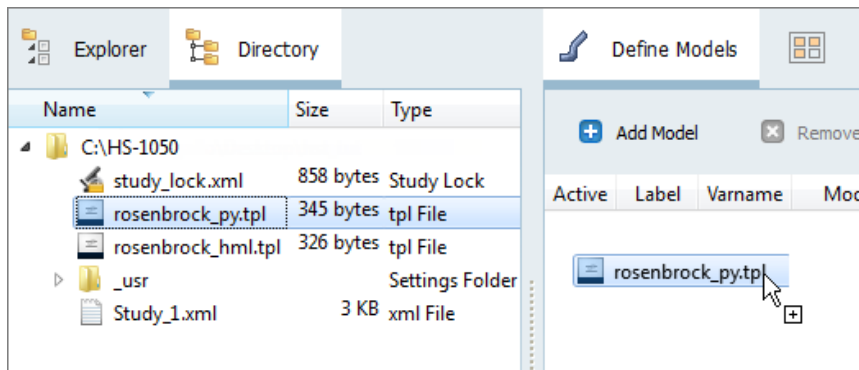 Explorer Directory Define Models
Name Size Type
Add Model Remove
C:\HS-1050
study_lock.xml 858 bytes Study Lock
Active Label Varname Mod
rosenbrock_py.tpl 345 bytes tpl File
rosenbrock_hml.tpl 326 bytes tpl File
rosenbrock_py.tpl
_usr Settings Folder
Study_1.xml 3 KB xml File